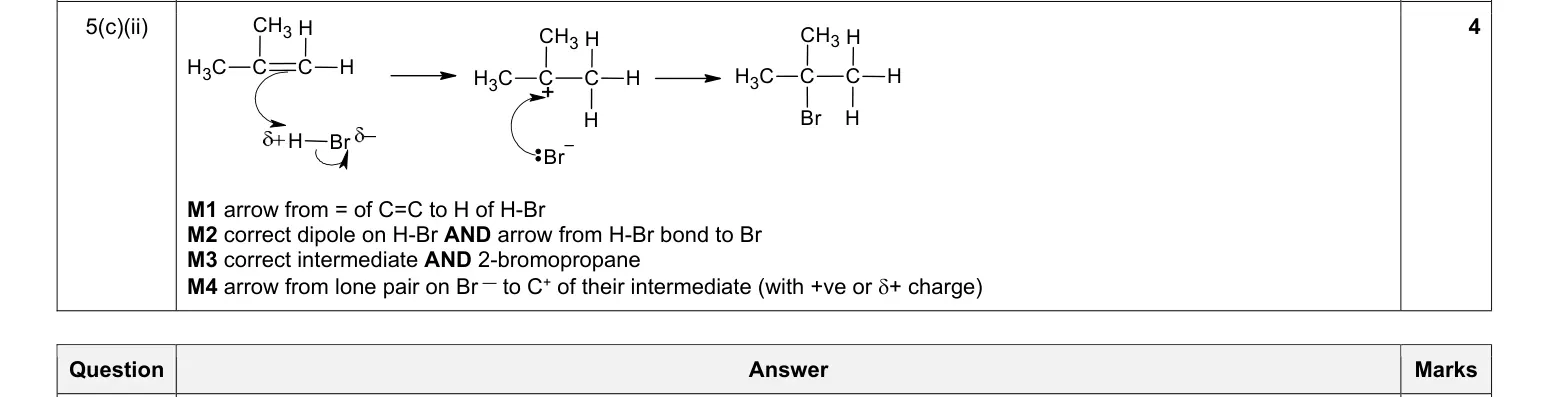 5(c)(ii)
4
CH3 H
H3C C C H
δ+ H Br δ–
CH3 H
H3C C C H
+
H
:Br–
CH3 H
H3C C C H
Br H
M1 arrow from = of C=C to H of H-Br
M2 correct dipole on H-Br AND arrow from H-Br bond to Br
M3 correct intermediate AND 2-bromopropane
M4 arrow from lone pair on Br – to C+ of their intermediate (with +ve or δ+ charge)
Question Answer Marks